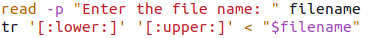 read -p "Enter the file name: " filename
tr '[:lower:]' '[:upper:]' < "$filename"